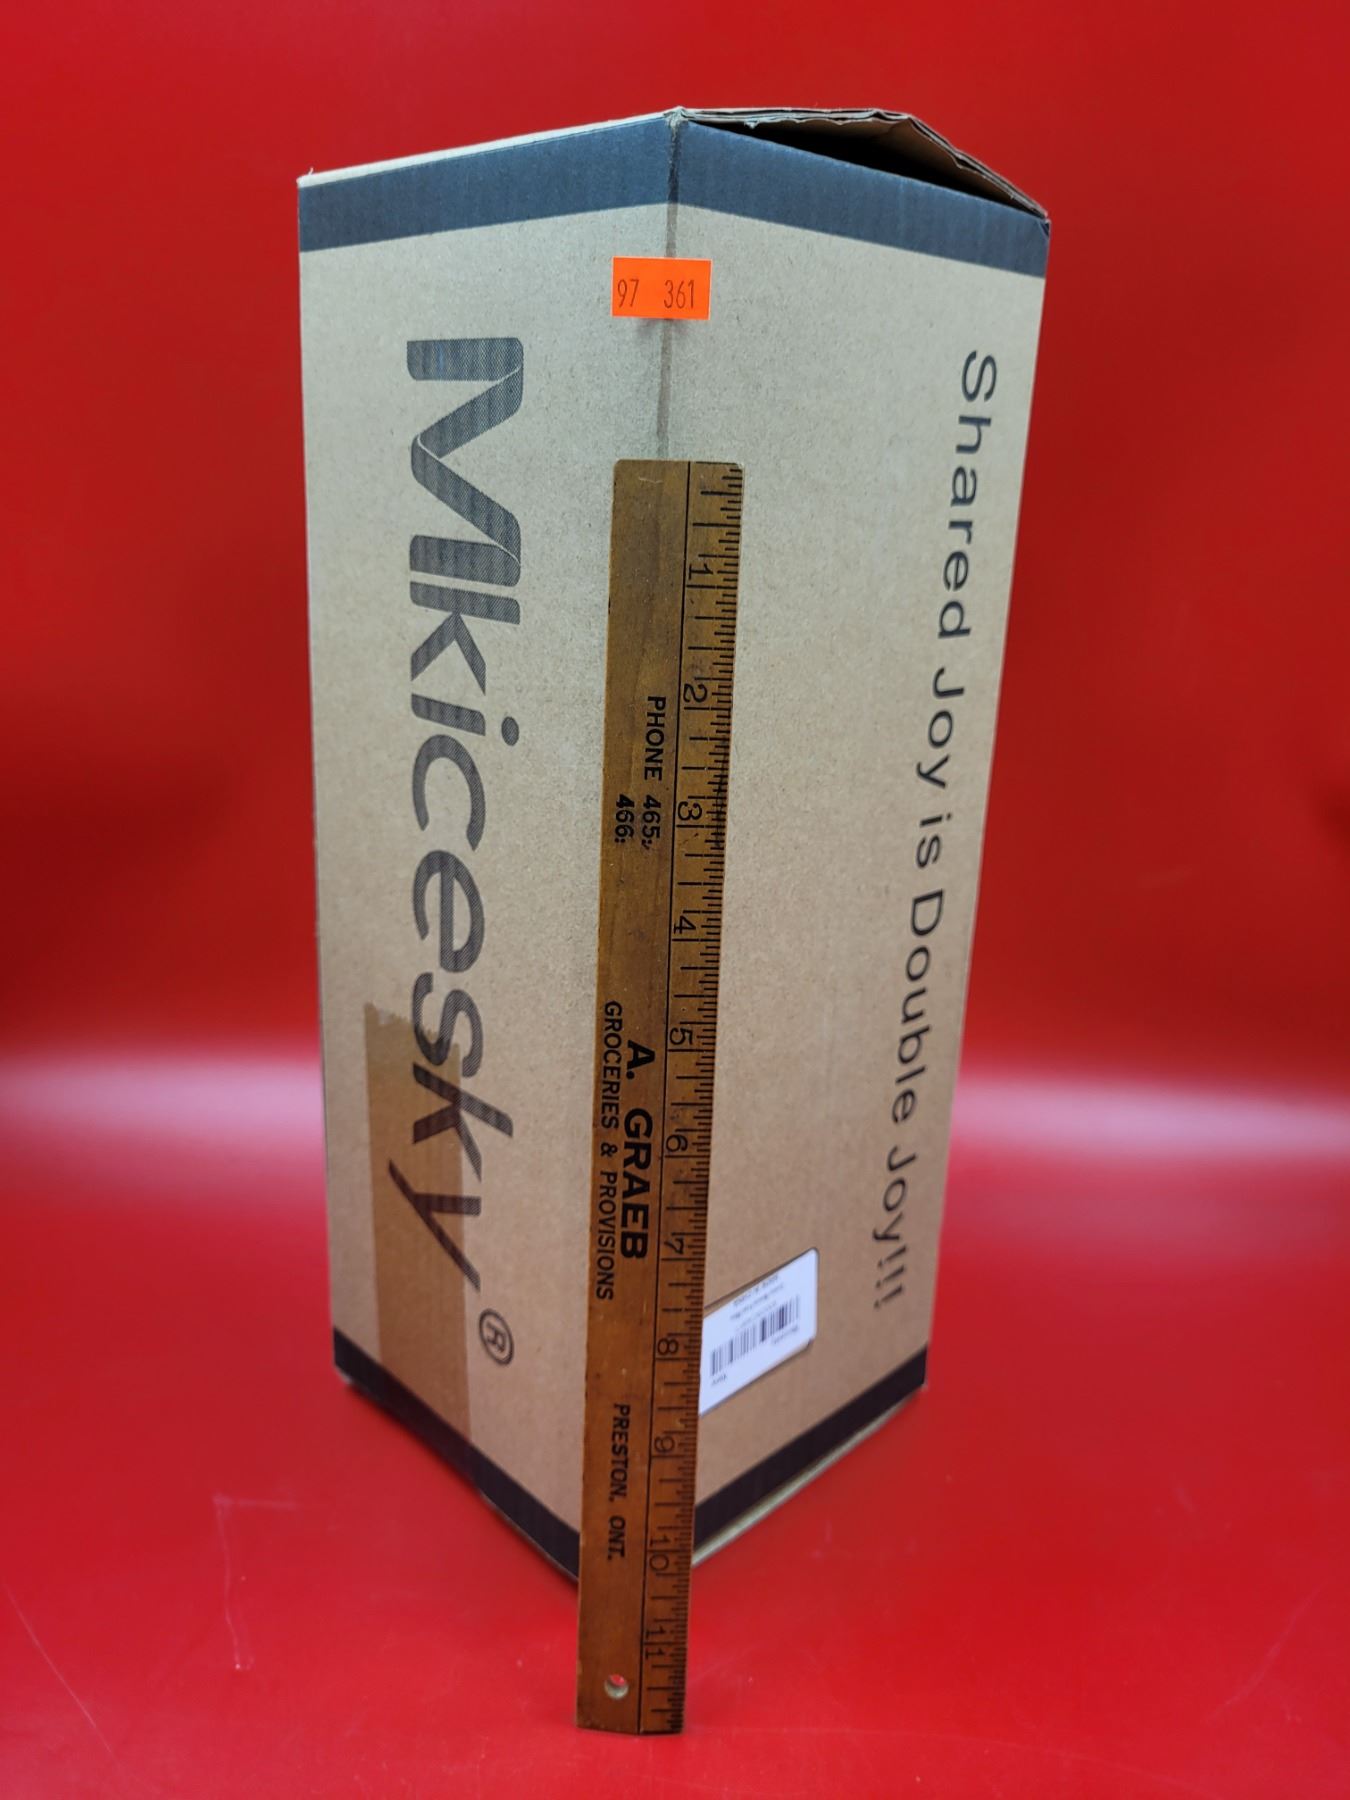 97 361
Mkicesky®
Shared Joy is Double Joy!!!
1 2 3 4 5 6 7 8 9 10 11
PHONE 465:
466:
A. GRAEB
GROCERIES & PROVISIONS
PRESTON, ONT.